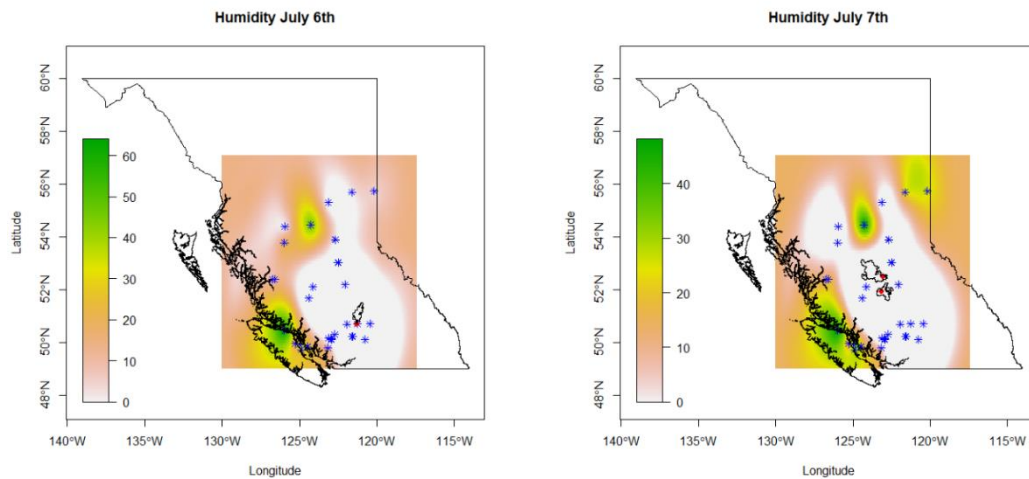 Humidity July 6th
60°N
58°N
56°N
54°N
52°N
50°N
48°N
Latitude
60
50
40
30
20
10
0
140°W
135°W
130°W
125°W
120°W
115°W
Longitude
Humidity July 7th
60°N
58°N
56°N
54°N
52°N
50°N
48°N
Latitude
40
30
20
10
0
140°W
135°W
130°W
125°W
120°W
115°W
Longitude